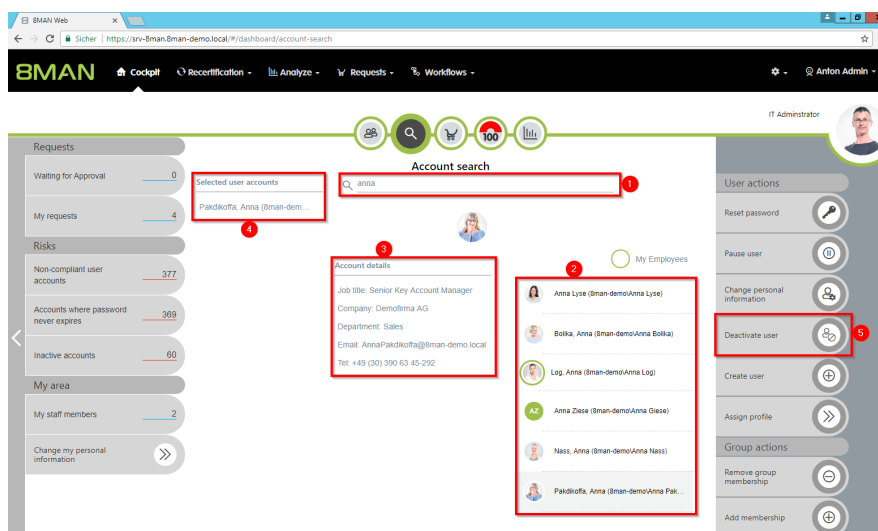 8MAN Web
Sicher https://srv-8man.8man-demo.local/#/dashboard/account-search
8MAN
Cockpit
Recertification
Analyze
Requests
Workflows
Anton Admin
IT Adminstrator
100
Account search
Requests
Waiting for Approval 0
My requests 4
Risks
Non-compliant user
accounts 377
Accounts where password
never expires 369
Inactive accounts 60
My area
My staff members 2
Change my personal
information
Selected user accounts
Pakdikoffa, Anna (8man-dem...
4
anna
1
3
Account details
Job title: Senior Key Account Manager
Company: Demofirma AG
Department: Sales
Email: AnnaPakdikoffa@8man-demo.local
Tel: +49 (30) 390 63 45-292
My Employees
2
Anna Lyse (8man-demo\Anna Lyse)
Bolika, Anna (8man-demo\Anna Bolika)
Log, Anna (8man-demo\Anna Log)
AZ Anna Ziese (8man-demo\Anna Giese)
Nass, Anna (8man-demo\Anna Nass)
Pakdikoffa, Anna (8man-demo\Anna Pak...
User actions
Reset password
Pause user
Change personal
information
Deactivate user
5
Create user
Assign profile
Group actions
Remove group
membership
Add membership